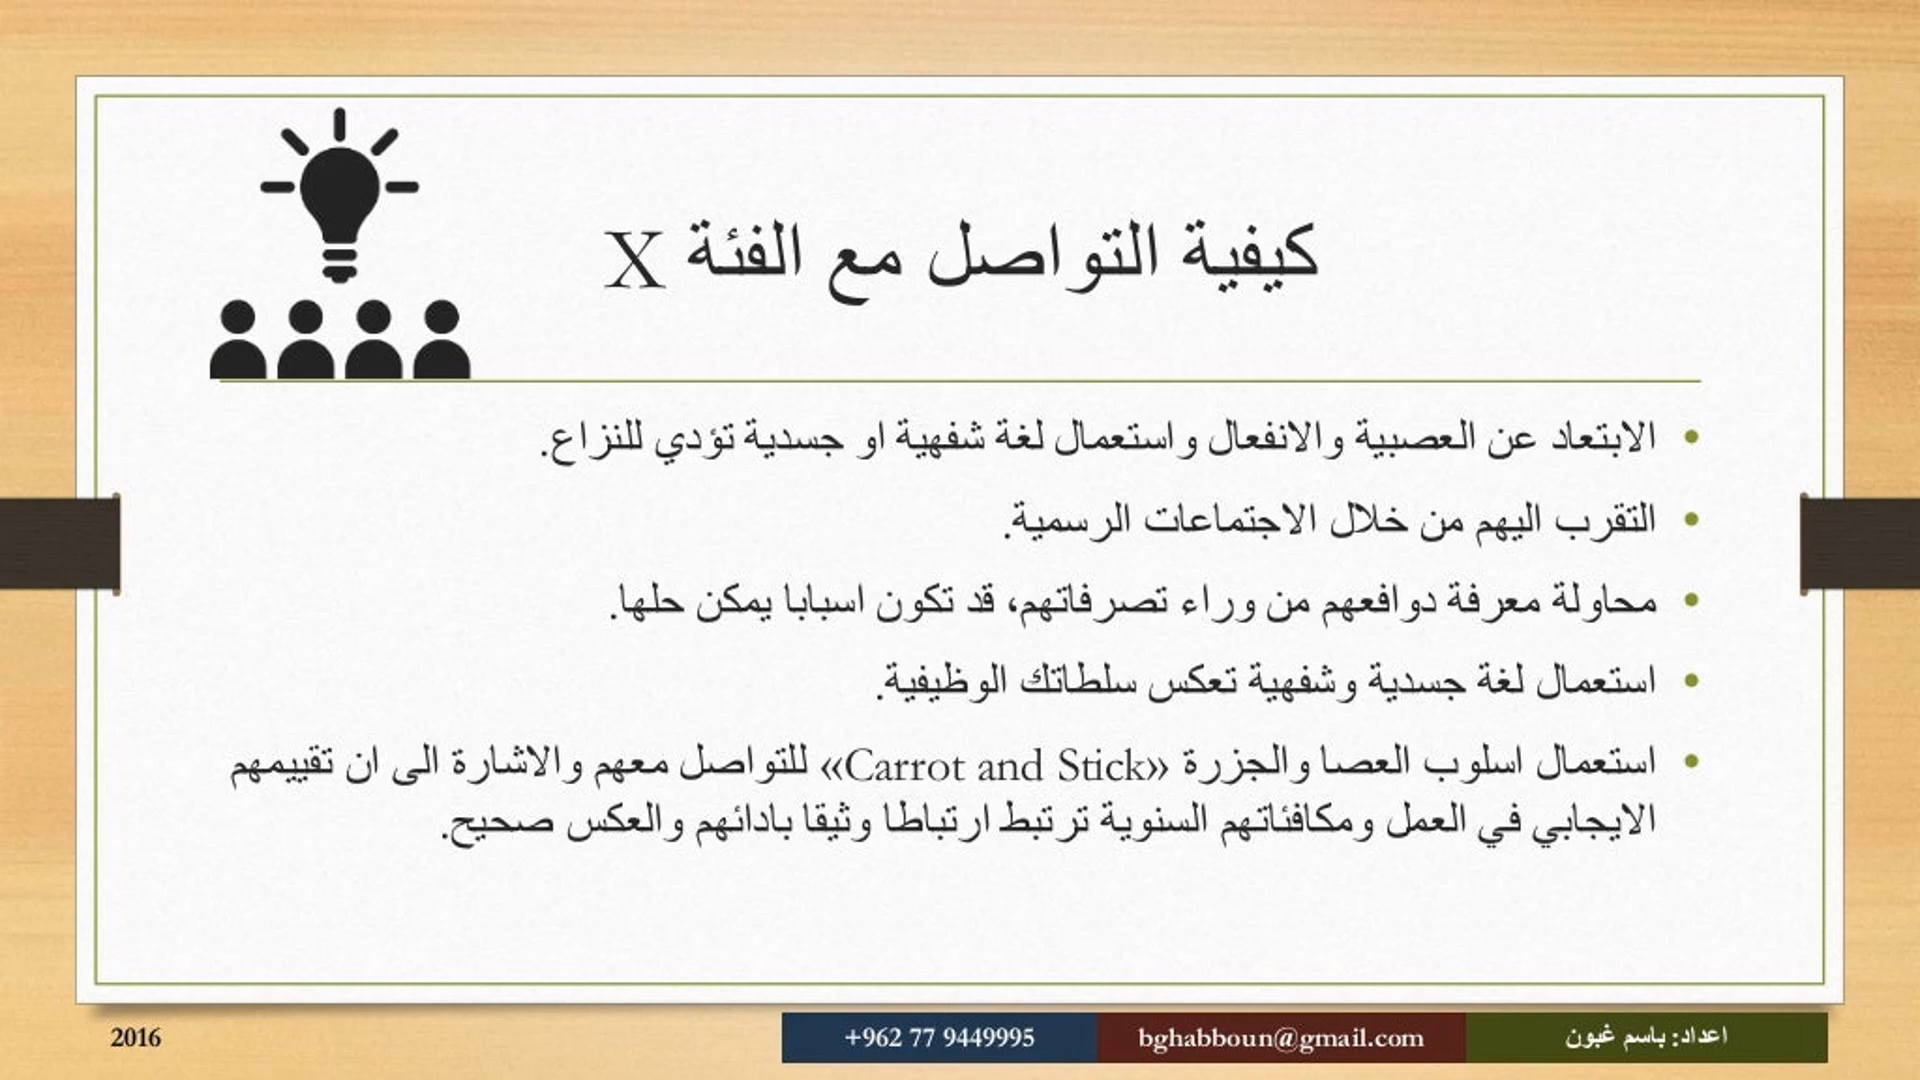 كيفية التواصل مع الفئة X
الابتعاد عن العصبية والانفعال واستعمال لغة شفهية او جسدية تؤدي للنزاع.
التقرب اليهم من خلال الاجتماعات الرسمية.
محاولة معرفة دوافعهم من وراء تصرفاتهم، قد تكون اسبابا يمكن حلها.
استعمال لغة جسدية وشفهية تعكس سلطاتك الوظيفية.
استعمال اسلوب العصا والجزرة «Carrot and Stick» للتواصل معهم والاشارة الى ان تقييمهم
الايجابي في العمل ومكافئاتهم السنوية ترتبط ارتباطا وثيقا بادائهم والعكس صحيح.
اعداد: باسم غبون
bghabboun@gmail.com
+962 77 9449995
2016